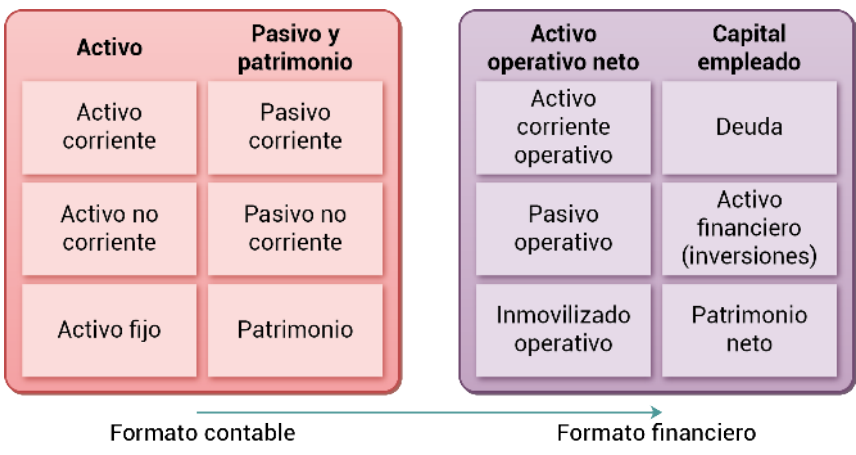 Activo
Pasivo y
patrimonio
Activo
corriente
Pasivo
corriente
Activo no
corriente
Pasivo no
corriente
Activo fijo
Patrimonio
Formato contable
Activo
operativo neto
Capital
empleado
Activo
corriente
operativo
Deuda
Pasivo
operativo
Activo
financiero
(inversiones)
Inmovilizado
operativo
Patrimonio
neto
Formato financiero